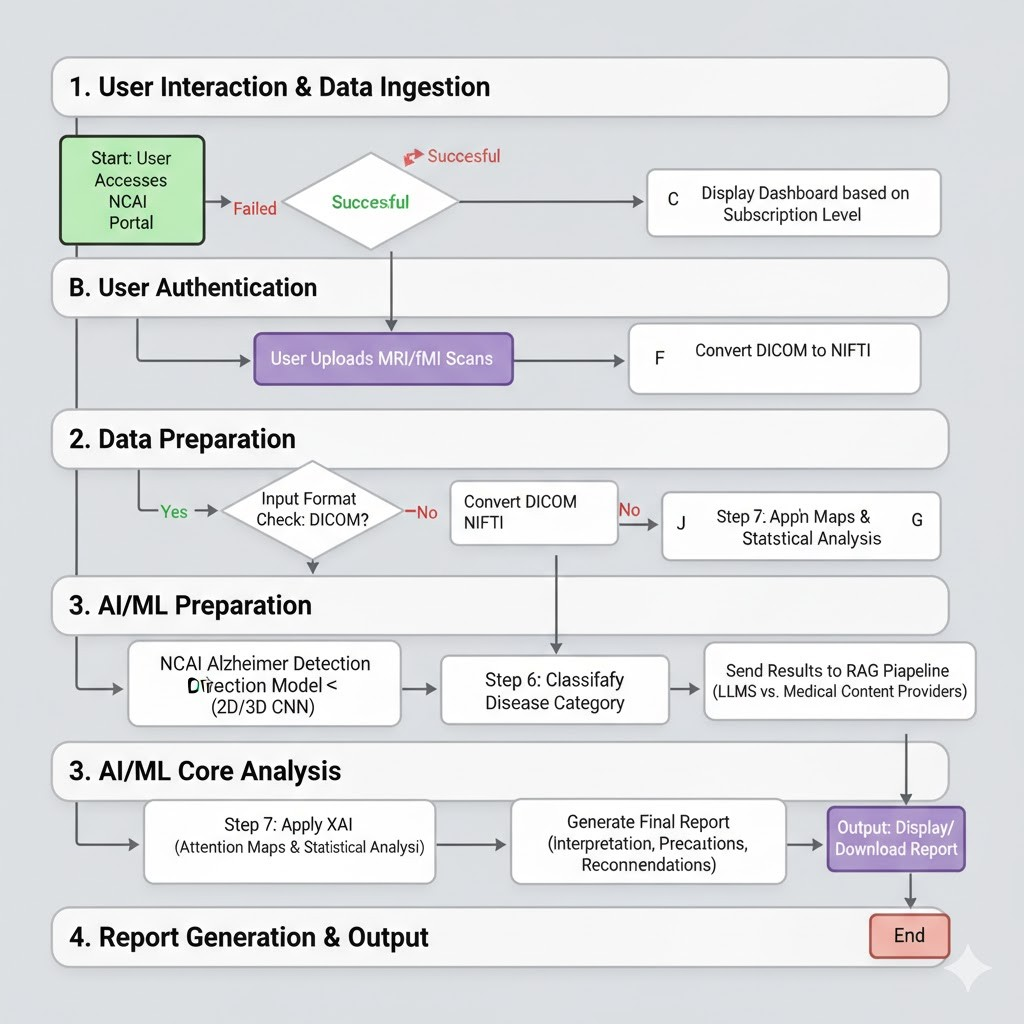 1. User Interaction & Data Ingestion
Start: User
Accesses
NCAI
Portal
Failed
Succesful
Succesful
C
Display Dashboard based on
Subscription Level
B. User Authentication
User Uploads MRI/fMI Scans
F
Convert DICOM to NIFTI
2. Data Preparation
Yes
Input Format
Check: DICOM?
No
Convert DICOM
NIFTI
No
J
Step 7: Maps &
Statstical Analysis
G
3. AI/ML Preparation
NCAI Alzheimer Detection
Model <
(2D/3D CNN)
Step 6: Classifafy
Disease Category
Send Results to RAG Piapeline
(LLMS vs. Medical Content Providers)
3. AI/ML Core Analysis
Step 7: Apply XAI
(Attention Maps & Statistical Analysi)
Generate Final Report
(Interpretation, Precautions,
Reconnendations)
Output: Display/
Download Report
4. Report Generation & Output
End